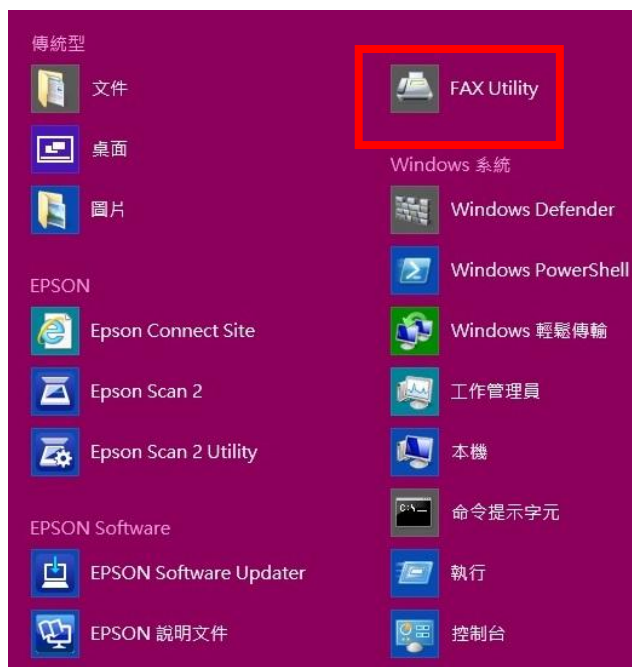 傳統型
文件
桌面
圖片
EPSON
Epson Connect Site
Epson Scan 2
Epson Scan 2 Utility
EPSON Software
EPSON Software Updater
EPSON 說明文件
FAX Utility
Windows 系統
Windows Defender
Windows PowerShell
Windows 輕鬆傳輸
工作管理員
本機
命令提示字元
執行
控制台